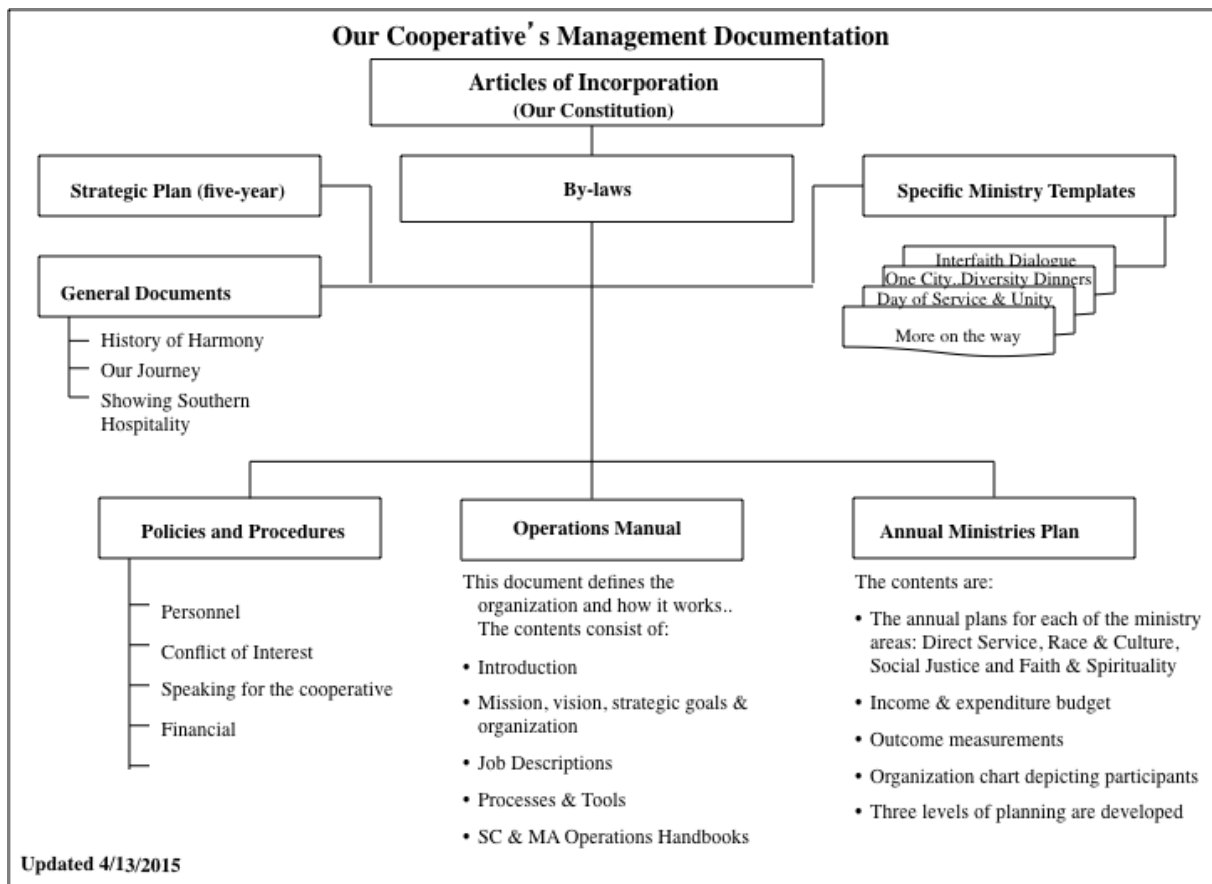 Our Cooperative's Management Documentation
Articles of Incorporation
(Our Constitution)
Strategic Plan (five-year)
By-laws
Specific Ministry Templates
General Documents
History of Harmony
Our Journey
Showing Southern
Hospitality
Interfaith Dialogue
One City..Diversity Dinners
Day of Service & Unity
More on the way
Policies and Procedures
Personnel
Conflict of Interest
Speaking for the cooperative
Financial
Operations Manual
This document defines the
organization and how it works..
The contents consist of:
• Introduction
• Mission, vision, strategic goals &
organization
• Job Descriptions
• Processes & Tools
• SC & MA Operations Handbooks
Annual Ministries Plan
The contents are:
• The annual plans for each of the ministry
areas: Direct Service, Race & Culture,
Social Justice and Faith & Spirituality
• Income & expenditure budget
• Outcome measurements
• Organization chart depicting participants
• Three levels of planning are developed
Updated 4/13/2015